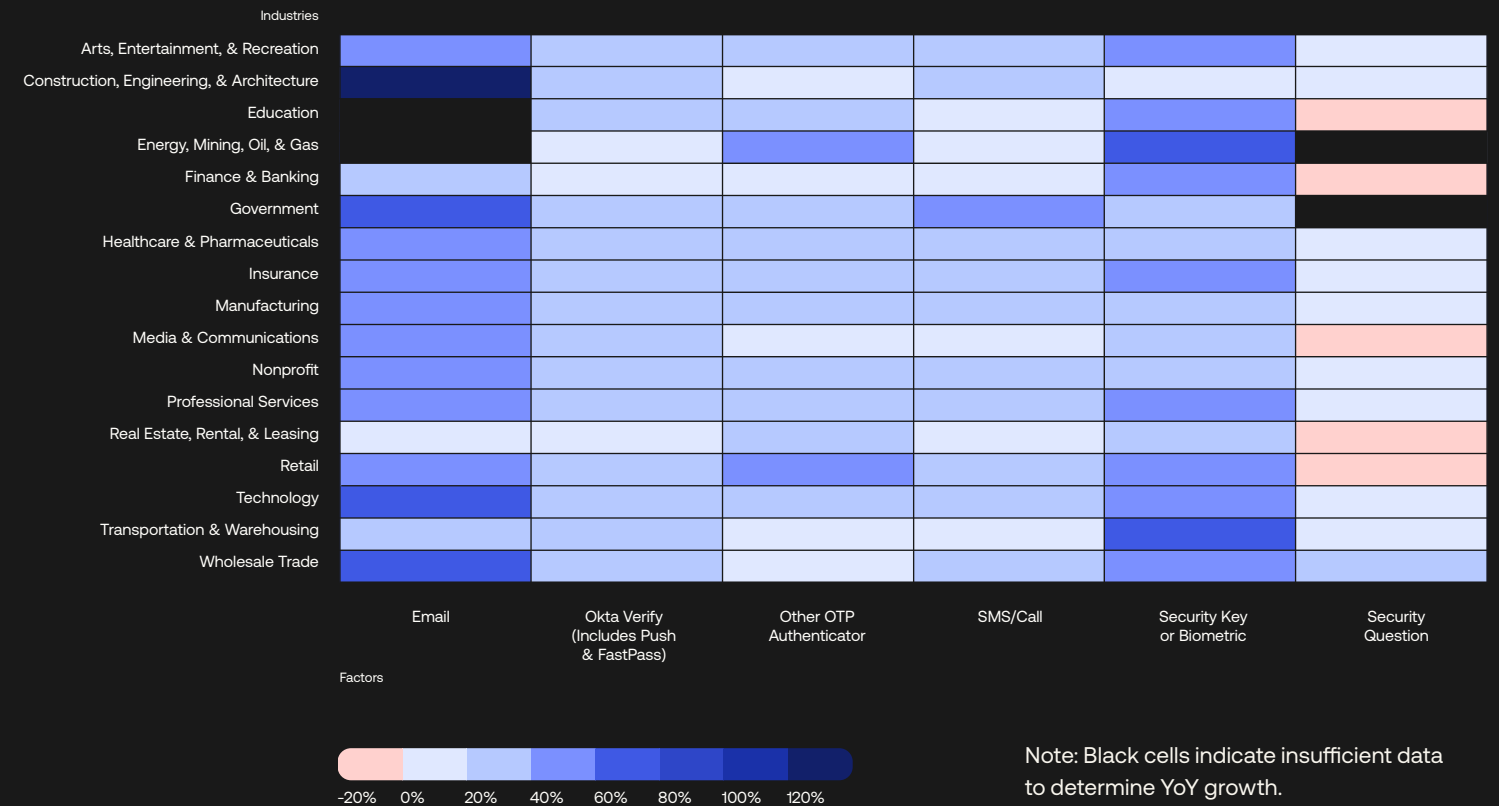 Industries
Arts, Entertainment, & Recreation
Construction, Engineering, & Architecture
Education
Energy, Mining, Oil, & Gas
Finance & Banking
Government
Healthcare & Pharmaceuticals
Insurance
Manufacturing
Media & Communications
Nonprofit
Professional Services
Real Estate, Rental, & Leasing
Retail
Technology
Transportation & Warehousing
Wholesale Trade
Email
Okta Verify
(Includes Push
& FastPass)
Other OTP
Authenticator
SMS/Call
Security Key
or Biometric
Security
Question
Factors
-20% 0% 20% 40% 60% 80% 100% 120%
Note: Black cells indicate insufficient data
to determine YoY growth.